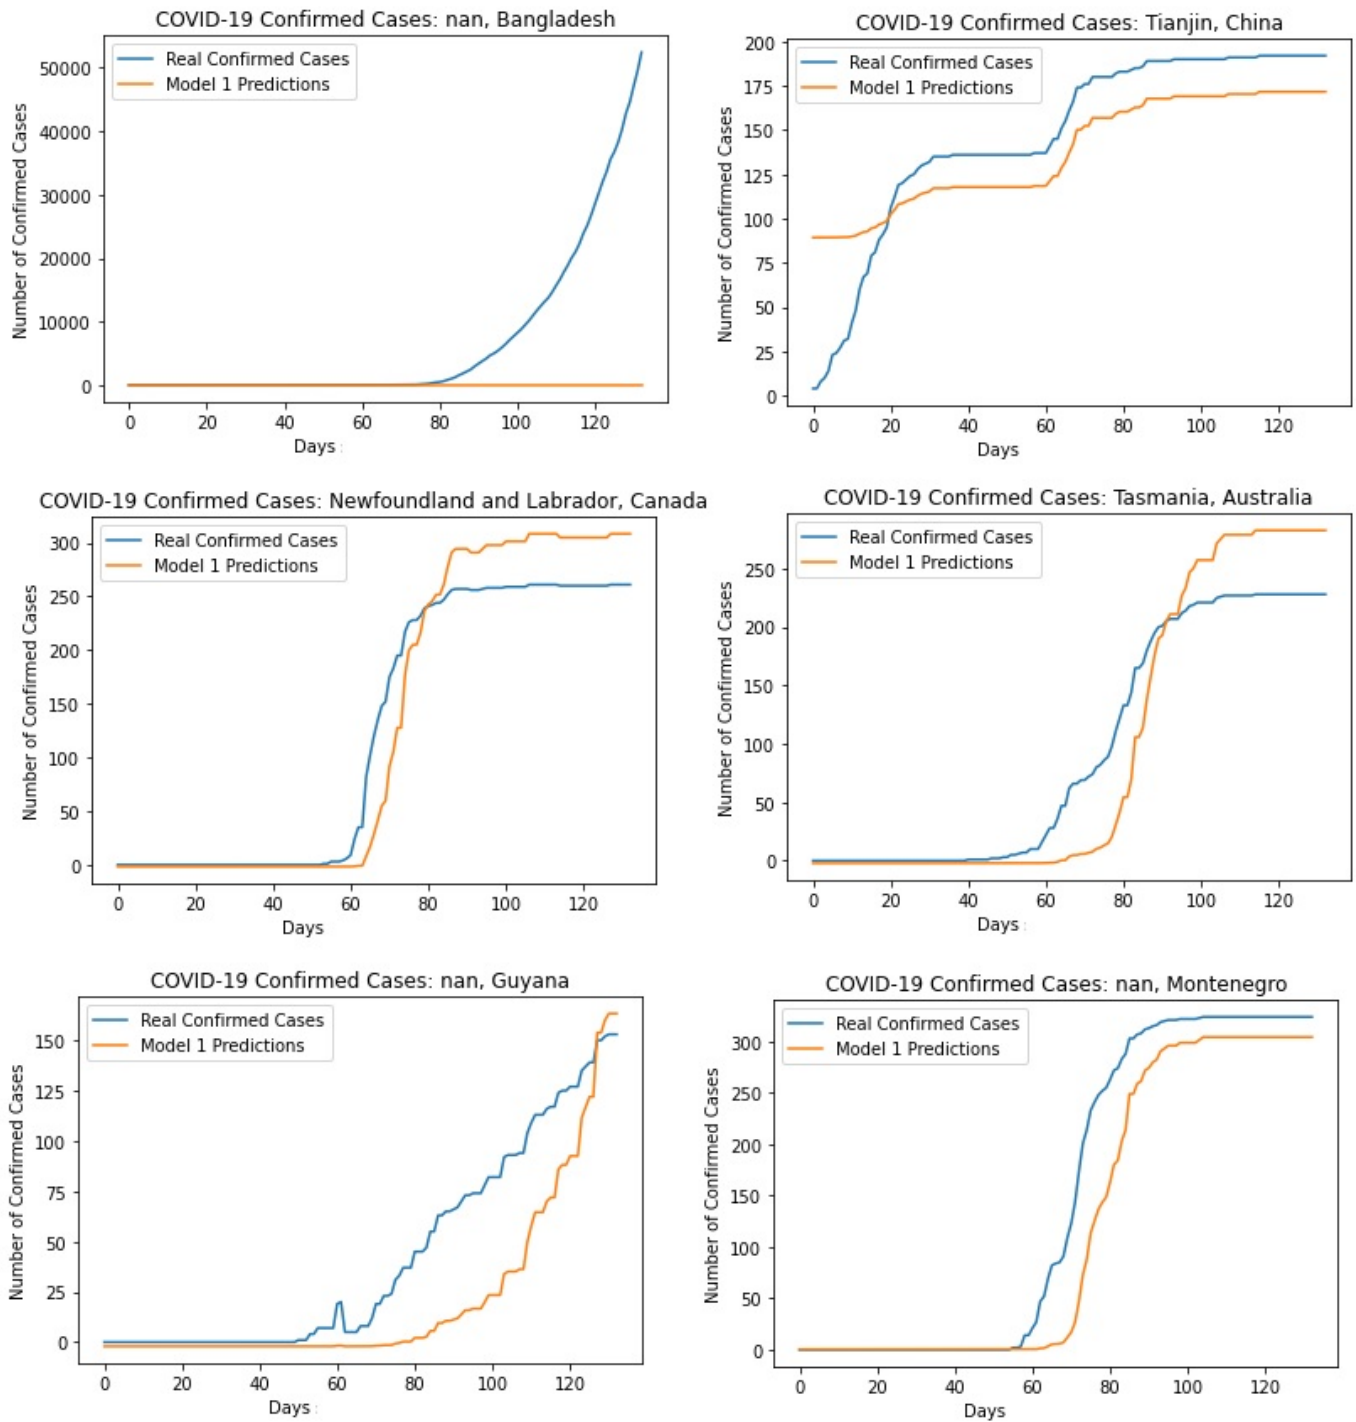 COVID-19 Confirmed Cases: nan, Bangladesh
Real Confirmed Cases
Model 1 Predictions
50000
40000
30000
20000
10000
0
Number of Confirmed Cases
0 20 40 60 80 100 120
Days
COVID-19 Confirmed Cases: Tianjin, China
Real Confirmed Cases
Model 1 Predictions
200
175
150
125
100
75
50
25
0
Number of Confirmed Cases
0 20 40 60 80 100 120
Days
COVID-19 Confirmed Cases: Newfoundland and Labrador, Canada
Real Confirmed Cases
Model 1 Predictions
300
250
200
150
100
50
0
Number of Confirmed Cases
0 20 40 60 80 100 120
Days
COVID-19 Confirmed Cases: Tasmania, Australia
Real Confirmed Cases
Model 1 Predictions
250
200
150
100
50
0
Number of Confirmed Cases
0 20 40 60 80 100 120
Days
COVID-19 Confirmed Cases: nan, Guyana
Real Confirmed Cases
Model 1 Predictions
150
125
100
75
50
25
0
Number of Confirmed Cases
0 20 40 60 80 100 120
Days
COVID-19 Confirmed Cases: nan, Montenegro
Real Confirmed Cases
Model 1 Predictions
300
250
200
150
100
50
0
Number of Confirmed Cases
0 20 40 60 80 100 120
Days